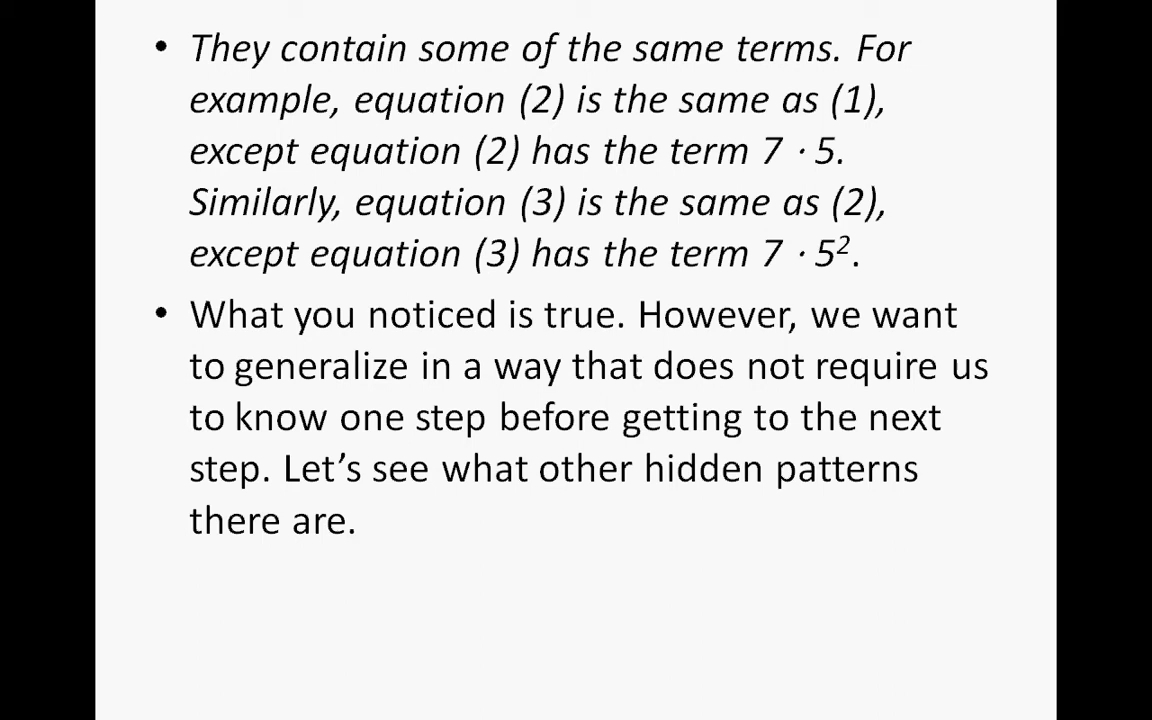 • They contain some of the same terms. For
example, equation (2) is the same as (1),
except equation (2) has the term 7 · 5.
Similarly, equation (3) is the same as (2),
except equation (3) has the term 7 · 5².
• What you noticed is true. However, we want
to generalize in a way that does not require us
to know one step before getting to the next
step. Let’s see what other hidden patterns
there are.